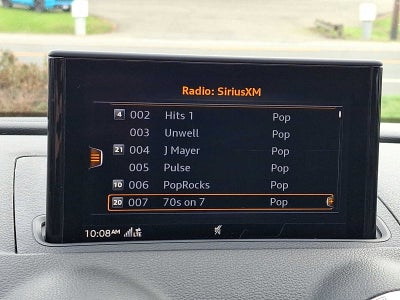 Radio: SiriusXM
4 002 Hits 1 Pop
003 Unwell Pop
21 004 J Mayer Pop
005 Pulse Pop
10 006 PopRocks Pop
20 007 70s on 7 Pop
10:08AM LTE